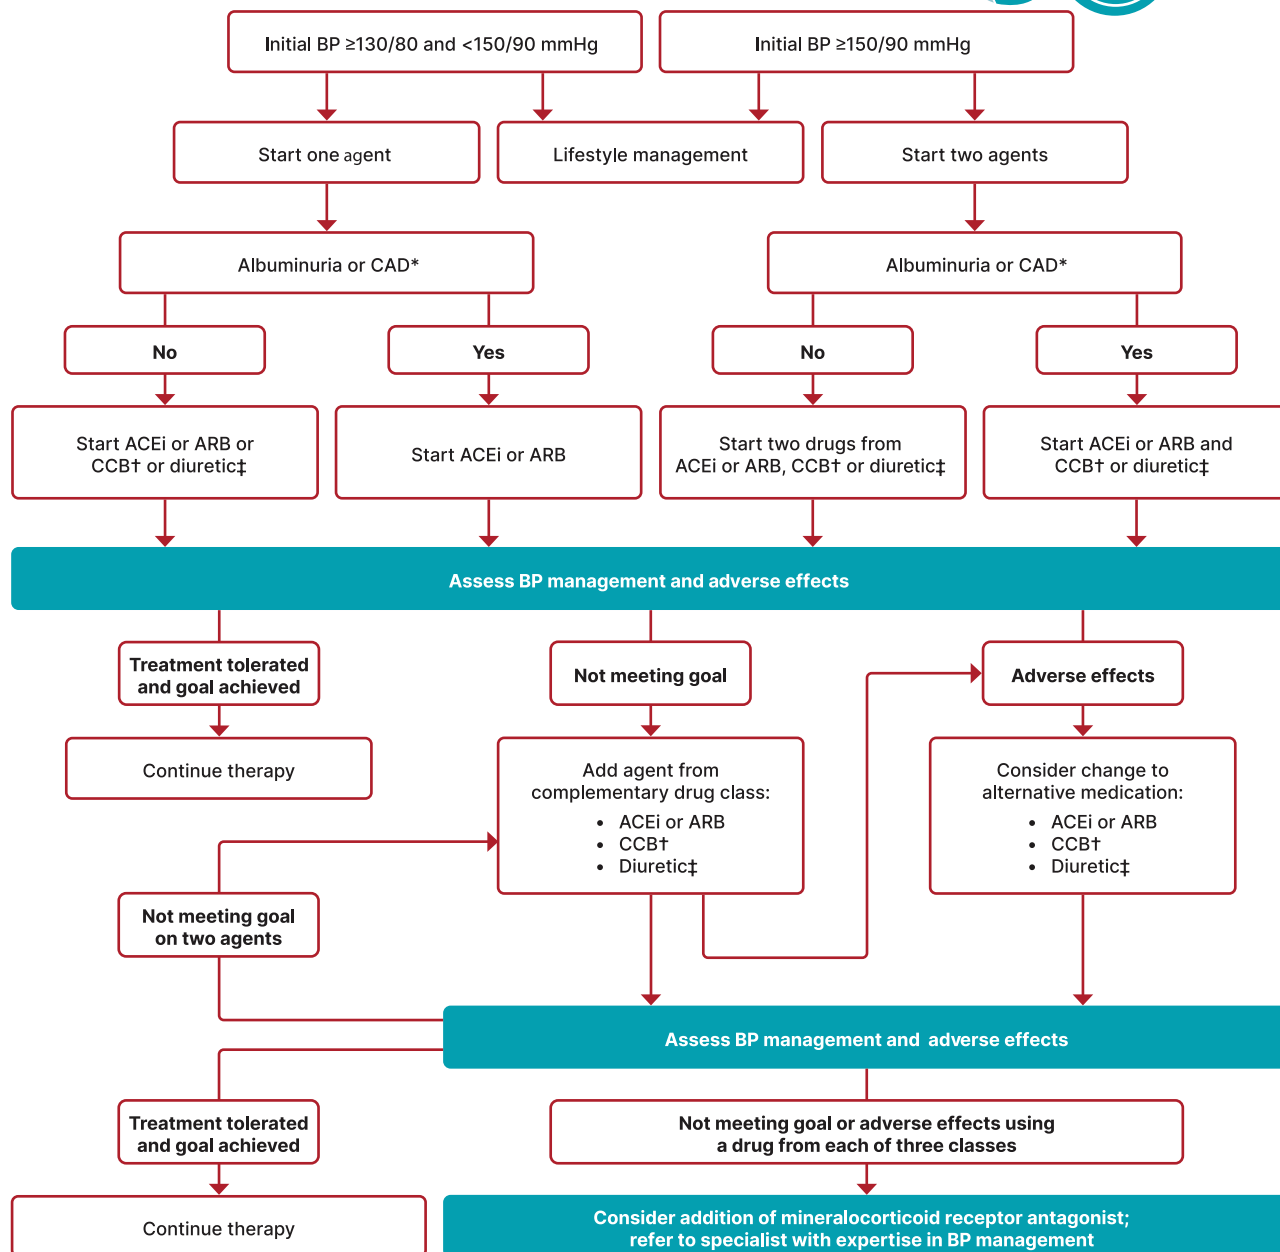 Initial BP ≥130/80 and <150/90 mmHg
Initial BP ≥150/90 mmHg
Start one agent
Lifestyle management
Start two agents
Albuminuria or CAD*
Albuminuria or CAD*
No
Yes
No
Yes
Start ACEi or ARB or
CCB† or diuretic‡
Start ACEi or ARB
Start two drugs from
ACEi or ARB, CCB† or diuretic‡
Start ACEi or ARB and
CCB† or diuretic‡
Assess BP management and adverse effects
Treatment tolerated
and goal achieved
Not meeting goal
Adverse effects
Continue therapy
Add agent from
complementary drug class:
• ACEi or ARB
• CCB†
• Diuretic‡
Consider change to
alternative medication:
• ACEi or ARB
• CCB†
• Diuretic‡
Not meeting goal
on two agents
Assess BP management and adverse effects
Treatment tolerated
and goal achieved
Not meeting goal or adverse effects using
a drug from each of three classes
Continue therapy
Consider addition of mineralocorticoid receptor antagonist;
refer to specialist with expertise in BP management